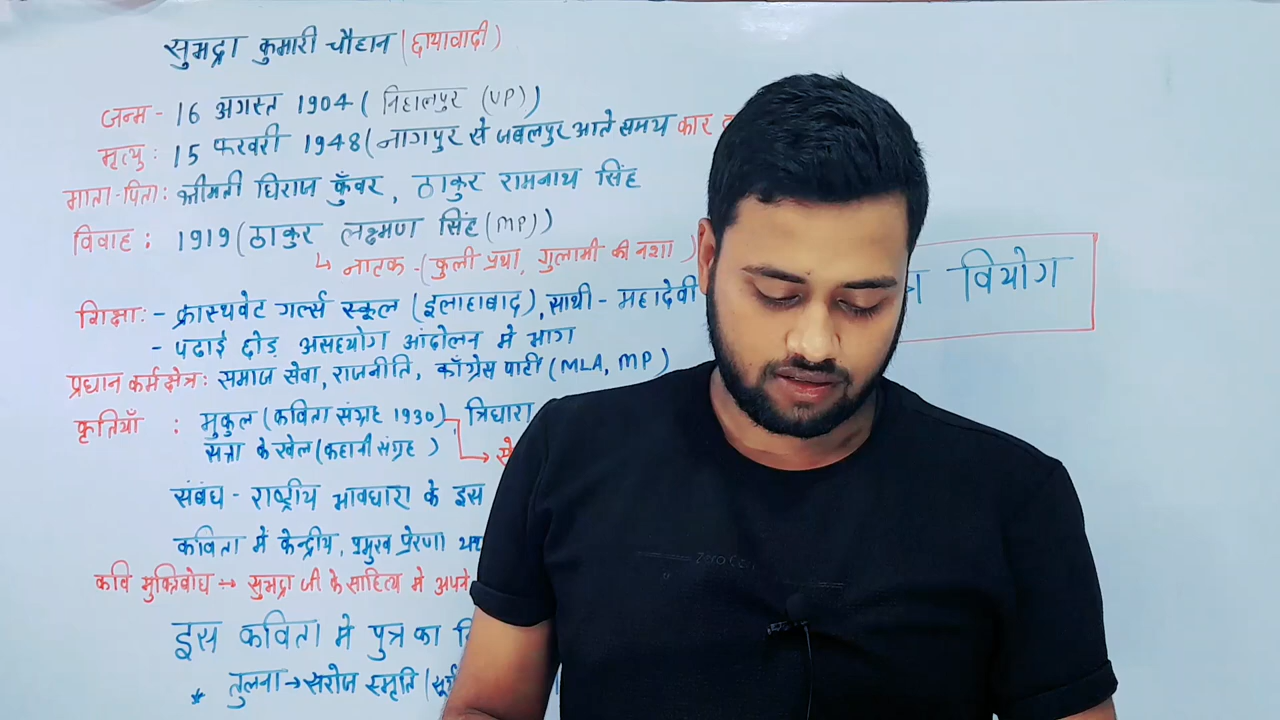 सुभद्रा कुमारी चौहान (छायावादी)
जन्म - 16 अगस्त 1904 ( निहालपुर (UP))
मृत्यु : 15 फरवरी 1948 (नागपुर से जबलपुर आते समय कार
माता-पिता : श्रीमती धिराज कुँवर, ठाकुर रामनाथ सिंह
विवाह : 1919 (ठाकुर लक्ष्मण सिंह (MP))
↳ नाटक - (कुली प्रथा, गुलामी की नशा )
वियोग
शिक्षा : - क्रास्थवेट गर्ल्स स्कूल (इलाहाबाद), साथी - महादेवी
- पढाई छोड़ असहयोग आंदोलन में भाग
प्रधान कर्म क्षेत्र : समाज सेवा, राजनीति, काँग्रेस पार्टी (MLA, MP)
कृतियाँ : मुकुल (कविता संग्रह 1930), त्रिधारा
सभा के खेल (कहानी संग्रह )
संबंध - राष्ट्रीय भावधारा के इस
कविता में केन्द्रीय, प्रमुख प्रेरणा
कवि मुक्तिबोध → सुभद्रा जी के साहित्य मे अपने
इस कविता मे पुत्र का
* तुलना → सरोज स्मृति (सूर्य